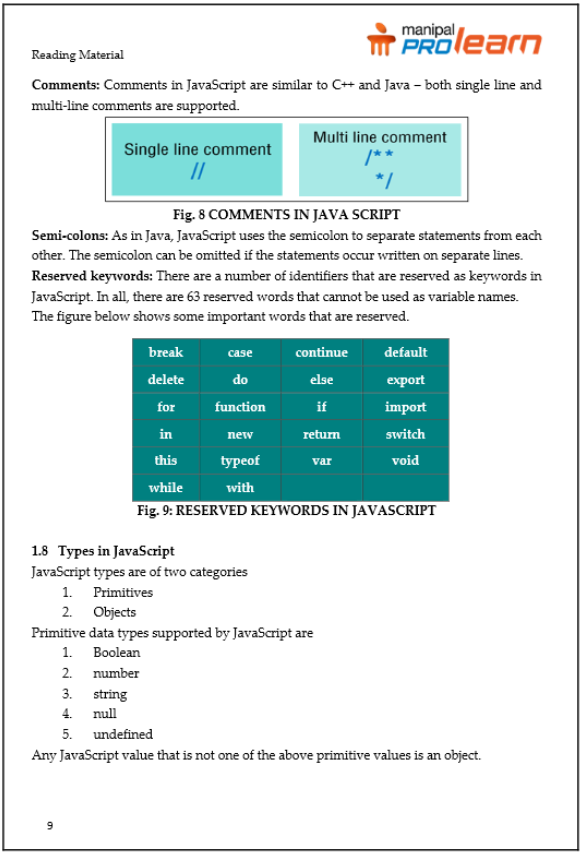 manipal
PRO learn
Reading Material
Comments: Comments in JavaScript are similar to C++ and Java – both single line and
multi-line comments are supported.
Single line comment
//
Multi line comment
/**
*/
Fig. 8 COMMENTS IN JAVA SCRIPT
Semi-colons: As in Java, JavaScript uses the semicolon to separate statements from each
other. The semicolon can be omitted if the statements occur written on separate lines.
Reserved keywords: There are a number of identifiers that are reserved as keywords in
JavaScript. In all, there are 63 reserved words that cannot be used as variable names.
The figure below shows some important words that are reserved.
break case continue default
delete do else export
for function if import
in new return switch
this typeof var void
while with
Fig. 9: RESERVED KEYWORDS IN JAVASCRIPT
1.8 Types in JavaScript
JavaScript types are of two categories
1. Primitives
2. Objects
Primitive data types supported by JavaScript are
1. Boolean
2. number
3. string
4. null
5. undefined
Any JavaScript value that is not one of the above primitive values is an object.
9